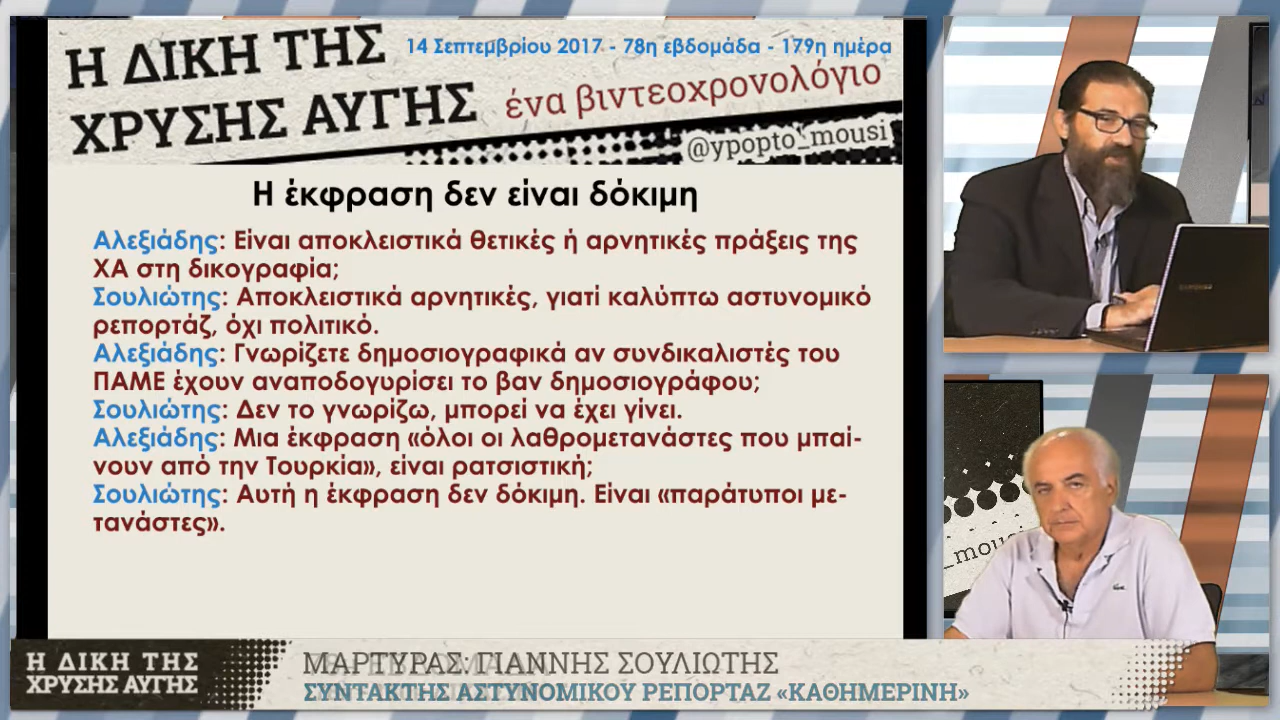 Η ΔΙΚΗ ΤΗΣ
ΧΡΥΣΗΣ ΑΥΓΗΣ
14 Σεπτεμβρίου 2017 - 78η εβδομάδα - 179η ημέρα
ένα βιντεοχρονολόγιο
@ypopto_mousi
Η έκφραση δεν είναι δόκιμη
Αλεξιάδης: Είναι αποκλειστικά θετικές ή αρνητικές πράξεις της
ΧΑ στη δικογραφία;
Σουλιώτης: Αποκλειστικά αρνητικές, γιατί καλύπτω αστυνομικό
ρεπορτάζ, όχι πολιτικό.
Αλεξιάδης: Γνωρίζετε δημοσιογραφικά αν συνδικαλιστές του
ΠΑΜΕ έχουν αναποδογυρίσει το βαν δημοσιογράφου;
Σουλιώτης: Δεν το γνωρίζω, μπορεί να έχει γίνει.
Αλεξιάδης: Μια έκφραση «όλοι οι λαθρομετανάστες που μπαί-
νουν από την Τουρκία», είναι ρατσιστική;
Σουλιώτης: Αυτή η έκφραση δεν δόκιμη. Είναι «παράτυποι με-
τανάστες».
SAMSUNG
_mousi
Η ΔΙΚΗ ΤΗΣ
ΧΡΥΣΗΣ ΑΥΓΗΣ
ΜΑΡΤΥΡΑΣ: ΓΙΑΝΝΗΣ ΣΟΥΛΙΩΤΗΣ
ΣΥΝΤΑΚΤΗΣ ΑΣΤΥΝΟΜΙΚΟΥ ΡΕΠΟΡΤΑΖ «ΚΑΘΗΜΕΡΙΝΗ»